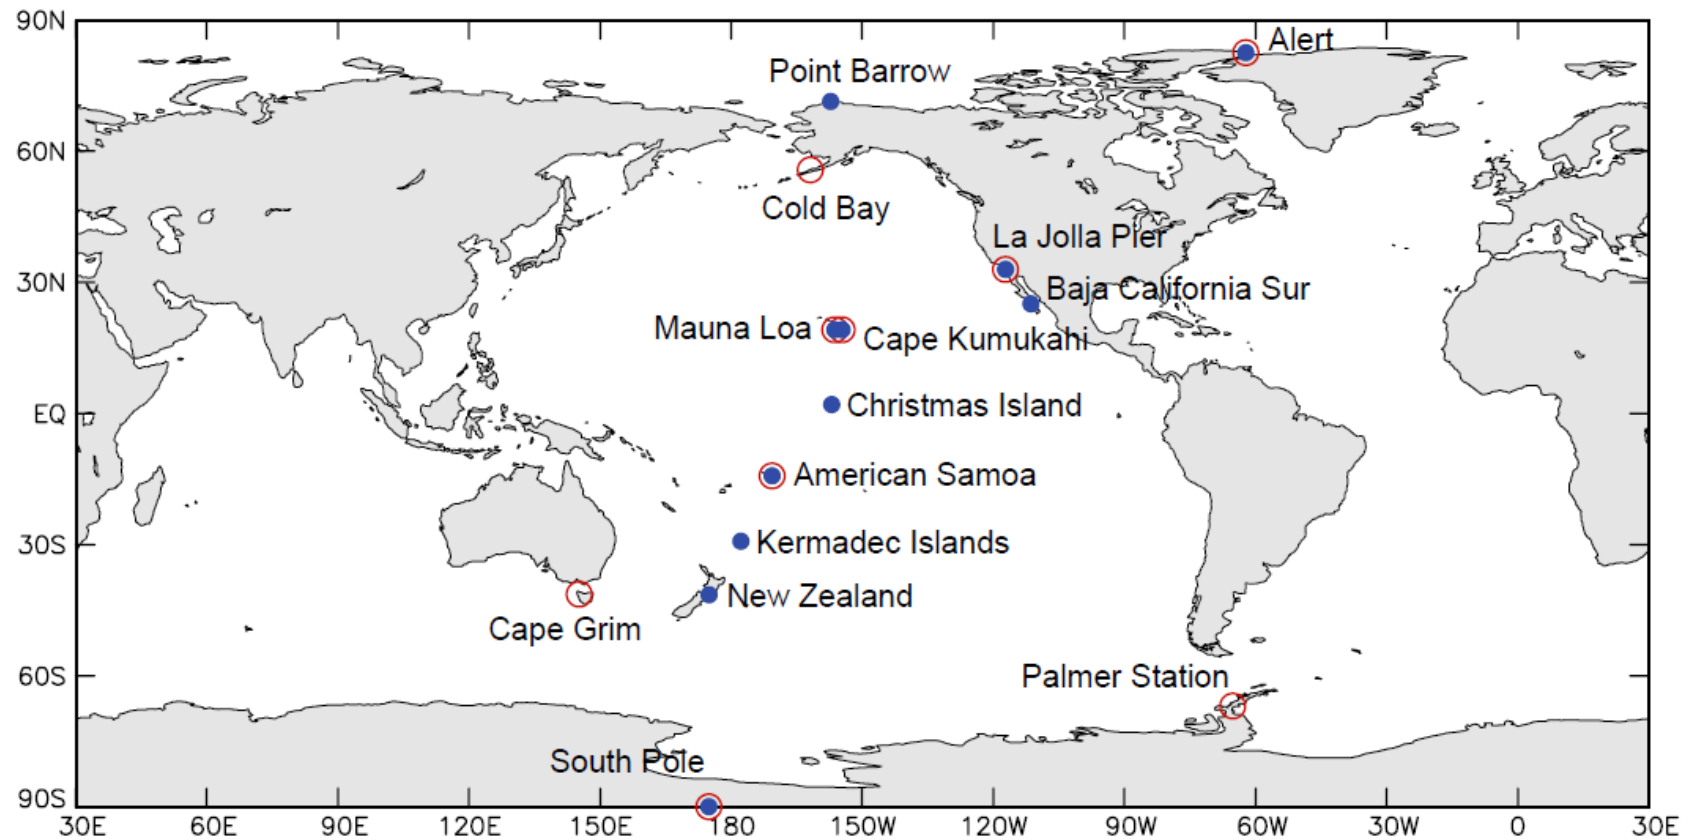 90N
Alert
Point Barrow
60N
Cold Bay
La Jolla Pier
30N
Baja California Sur
Mauna Loa
Cape Kumukahi
EQ
Christmas Island
American Samoa
30S
Kermadec Islands
New Zealand
Cape Grim
60S
Palmer Station
South Pole
90S
30E 60E 90E 120E 150E 180 150W 120W 90W 60W 30W 0 30E